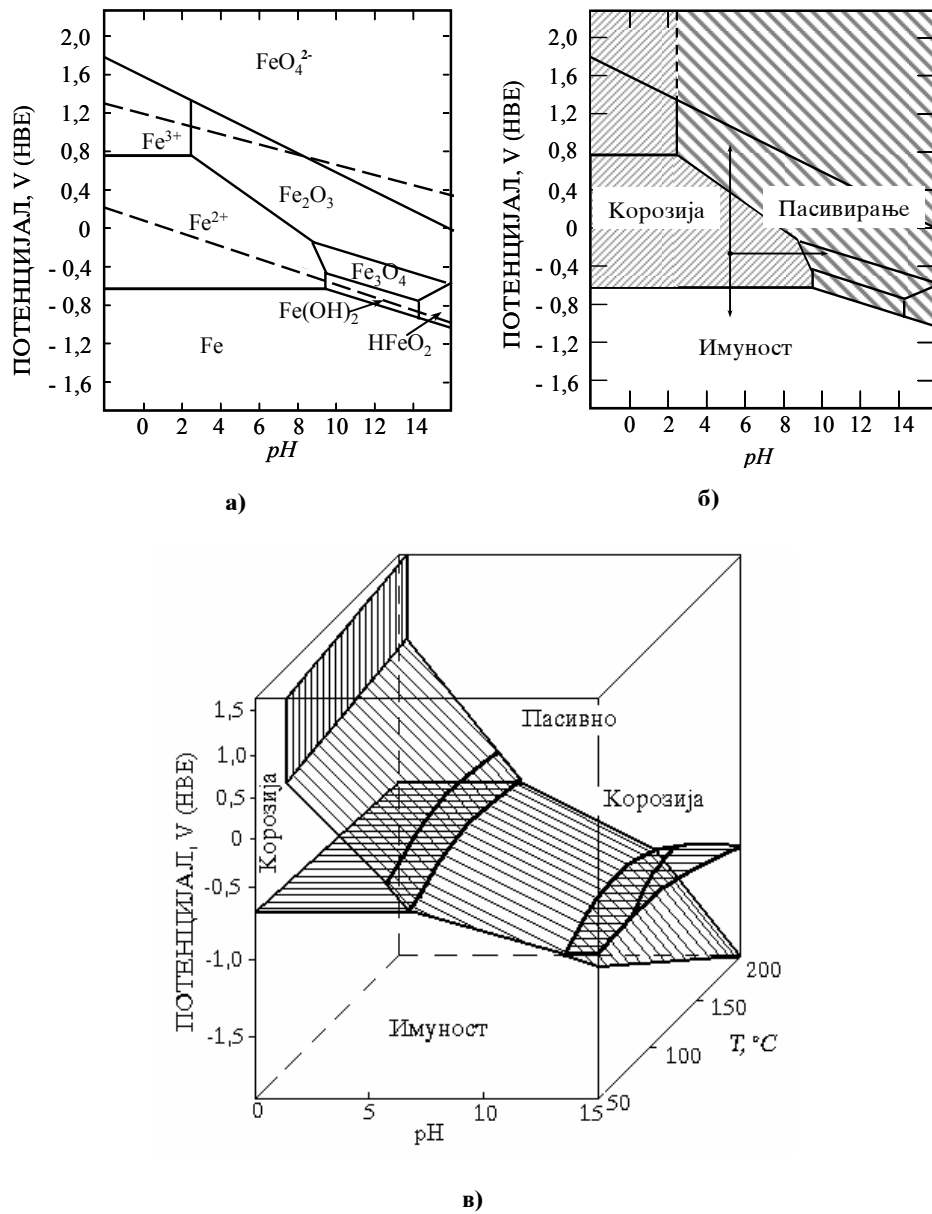 ПОТЕНЦИЈАЛ, V (НВЕ)
2,0
1,6
1,2
0,8
0,4
0
- 0,4
- 0,8
- 1,2
- 1,6
FeO₄²⁻
Fe³⁺
Fe₂O₃
Fe²⁺
Fe₃O₄
Fe(OH)₂
HFeO₂
Fe
0 2 4 6 8 10 12 14
pH
а)
ПОТЕНЦИЈАЛ, V (НВЕ)
2,0
1,6
1,2
0,8
0,4
0
- 0,4
- 0,8
- 1,2
- 1,6
Корозија
Пасивирање
Имуност
0 2 4 6 8 10 12 14
pH
б)
ПОТЕНЦИЈАЛ, V (НВЕ)
1,5
1,0
0,5
0
-0,5
-1,0
-1,5
Корозија
Пасивно
Корозија
Имуност
200
150
100
50
T, °C
0 5 10 15
pH
в)